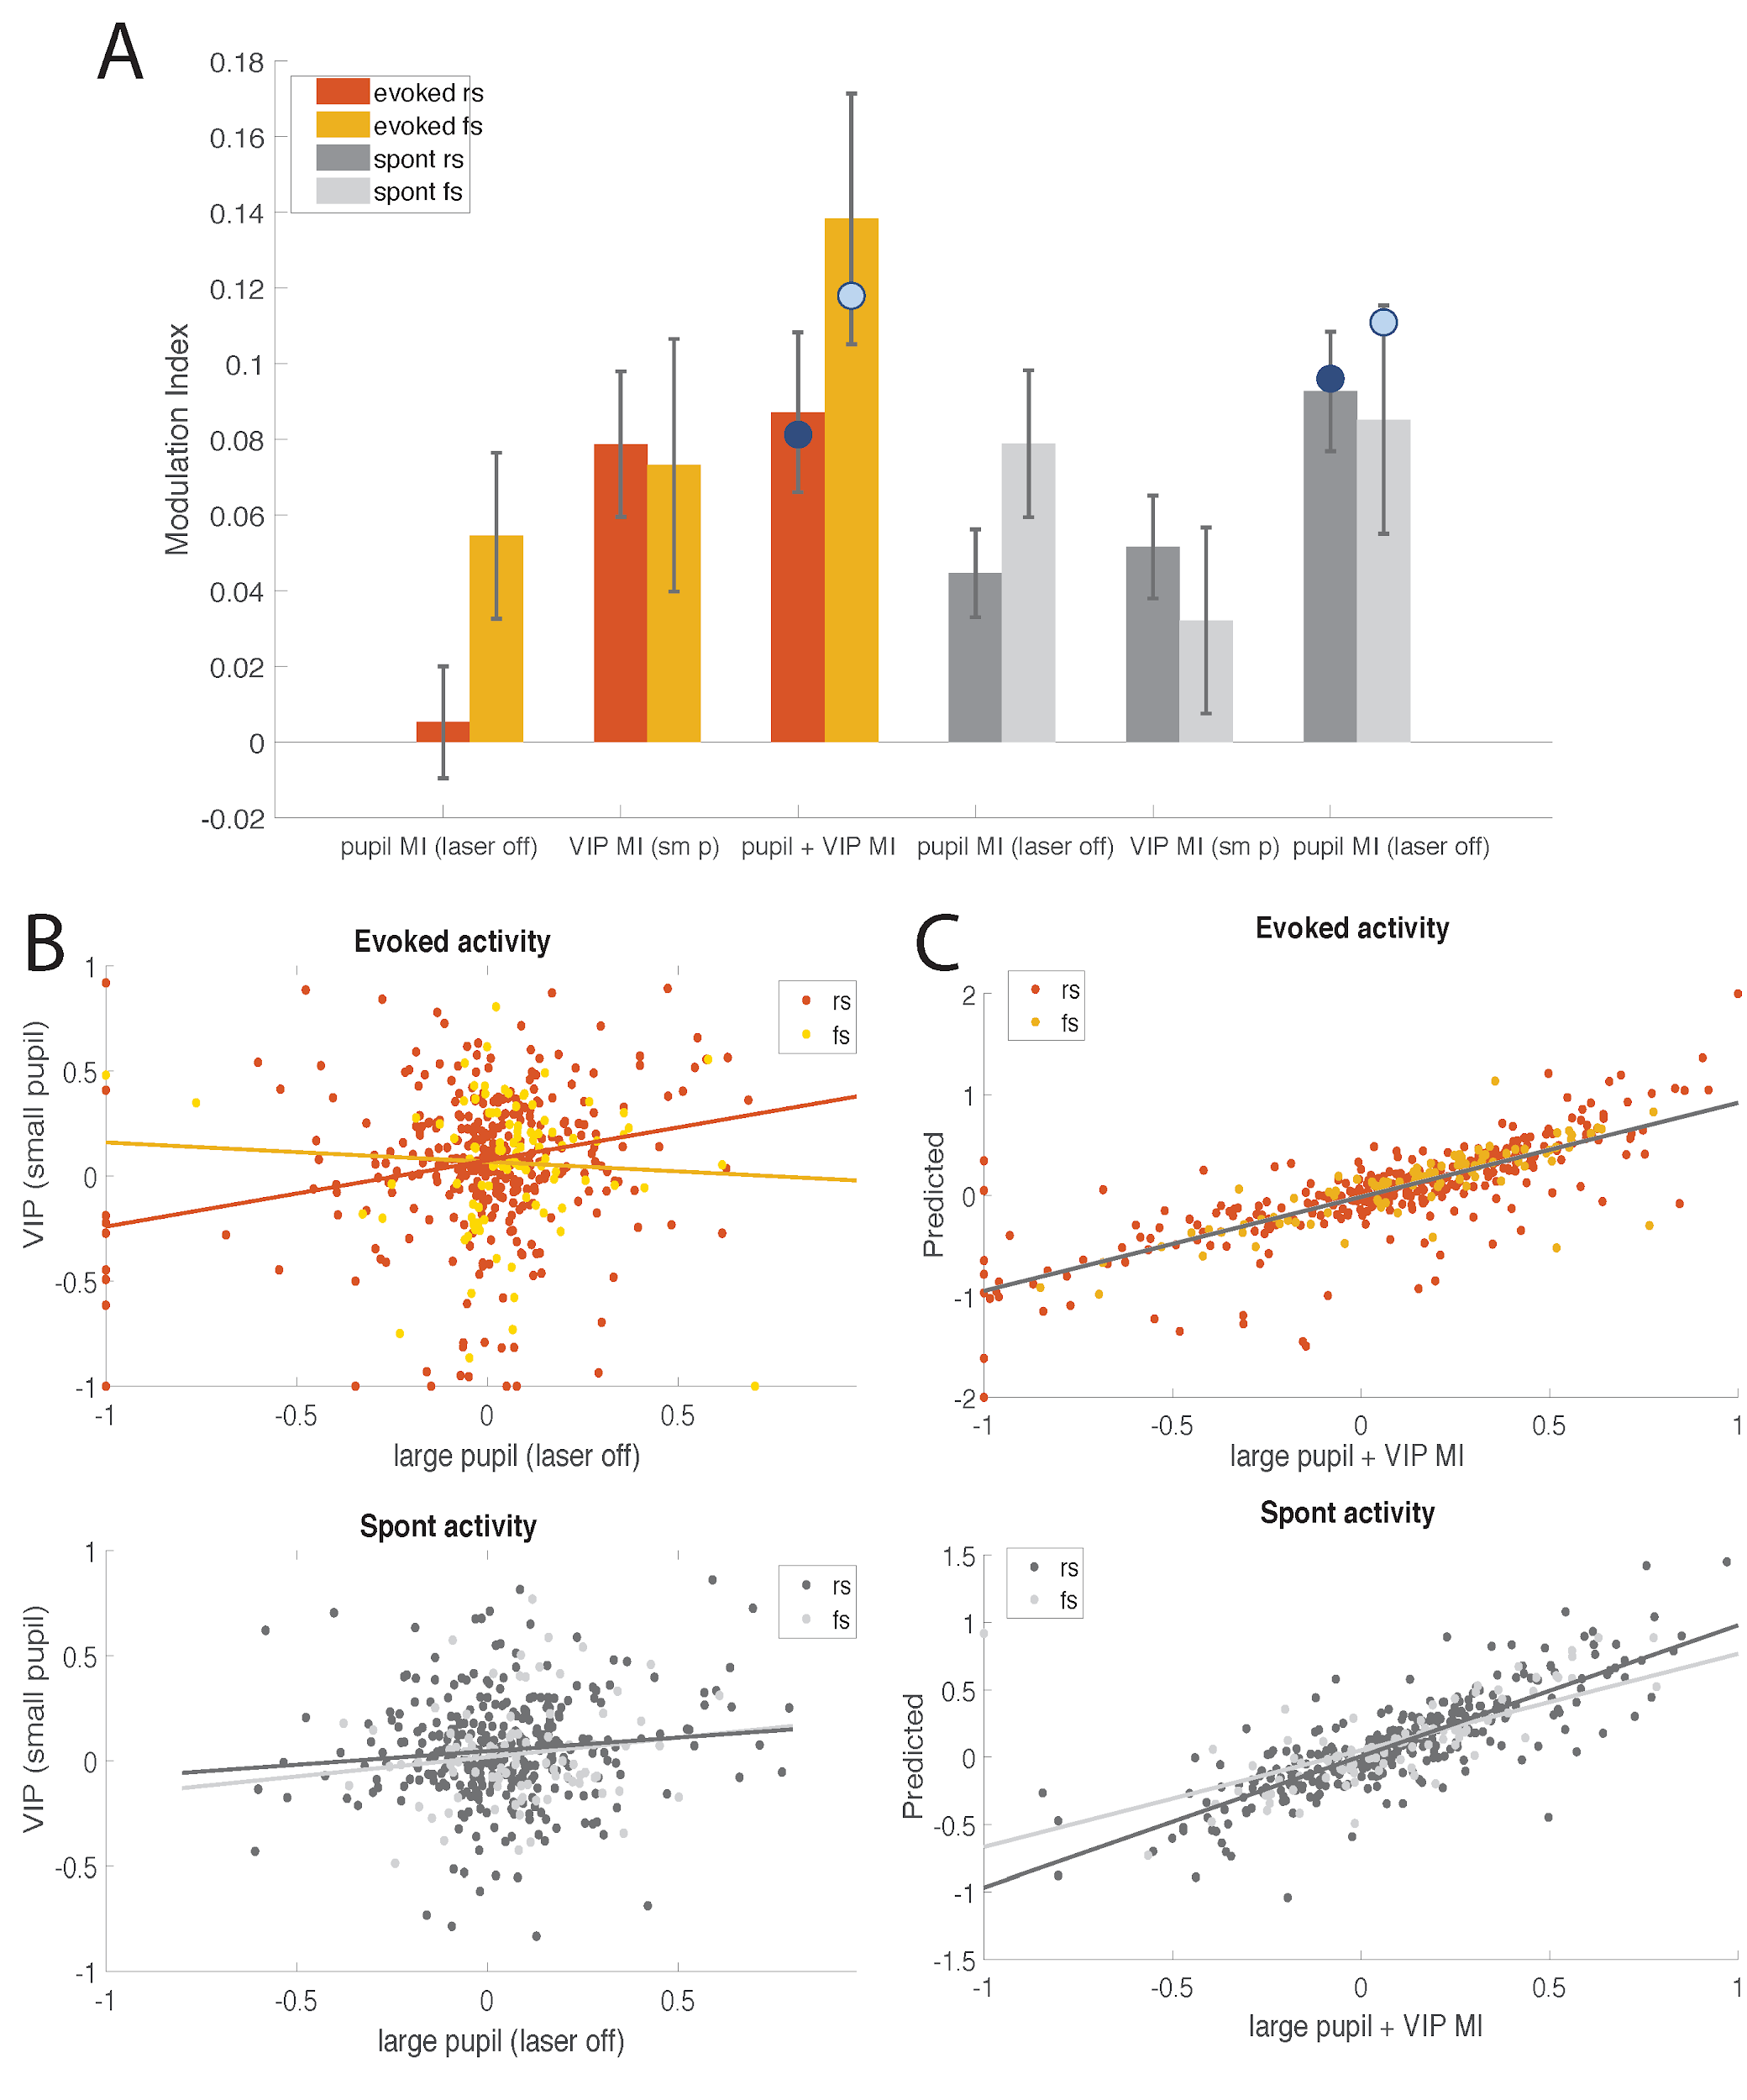 A
0.18
0.16
0.14
0.12
0.1
0.08
0.06
0.04
0.02
0
-0.02
Modulation Index
evoked rs
evoked fs
spont rs
spont fs
pupil MI (laser off)
VIP MI (sm p)
pupil + VIP MI
pupil MI (laser off)
VIP MI (sm p)
pupil MI (laser off)
B
Evoked activity
1
0.5
0
-0.5
-1
VIP (small pupil)
rs
fs
-1
-0.5
0
0.5
large pupil (laser off)
C
Evoked activity
2
1
0
-1
-2
Predicted
rs
fs
-1
-0.5
0
0.5
1
large pupil + VIP MI
Spont activity
1
0.5
0
-0.5
-1
VIP (small pupil)
rs
fs
-1
-0.5
0
0.5
large pupil (laser off)
Spont activity
1.5
1
0.5
0
-0.5
-1
-1.5
Predicted
rs
fs
-1
-0.5
0
0.5
1
large pupil + VIP MI